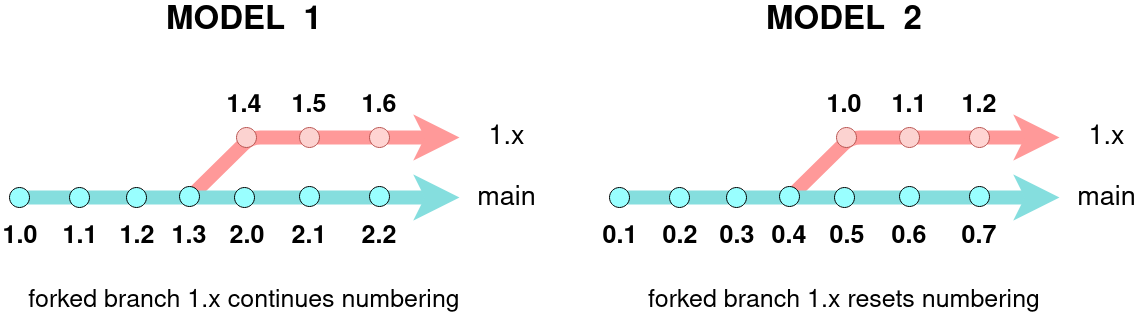 MODEL 1
1.4 1.5 1.6
1.x
main
1.0 1.1 1.2 1.3 2.0 2.1 2.2
forked branch 1.x continues numbering
MODEL 2
1.0 1.1 1.2
1.x
main
0.1 0.2 0.3 0.4 0.5 0.6 0.7
forked branch 1.x resets numbering